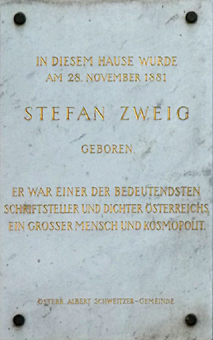 IN DIESEM HAUSE WURDE
AM 28. NOVEMBER 1881
STEFAN ZWEIG
GEBOREN.
ER WAR EINER DER BEDEUTENDSTEN
SCHRIFTSTELLER UND DICHTER ÖSTERREICHS,
EIN GROSSER MENSCH UND KOSMOPOLIT.
ÖSTERR. ALBERT SCHWEITZER-GEMEINDE